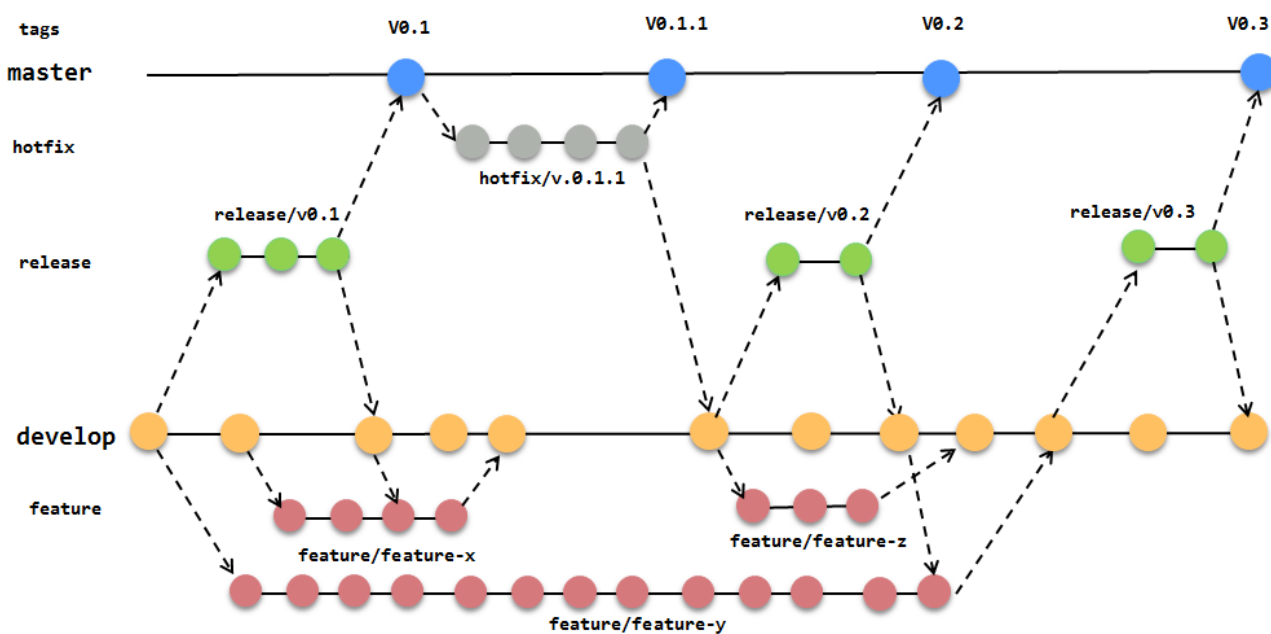 tags V0.1 V0.1.1 V0.2 V0.3
master
hotfix
hotfix/v.0.1.1
release/v0.1 release/v0.2 release/v0.3
release
develop
feature
feature/feature-x feature/feature-z
feature/feature-y